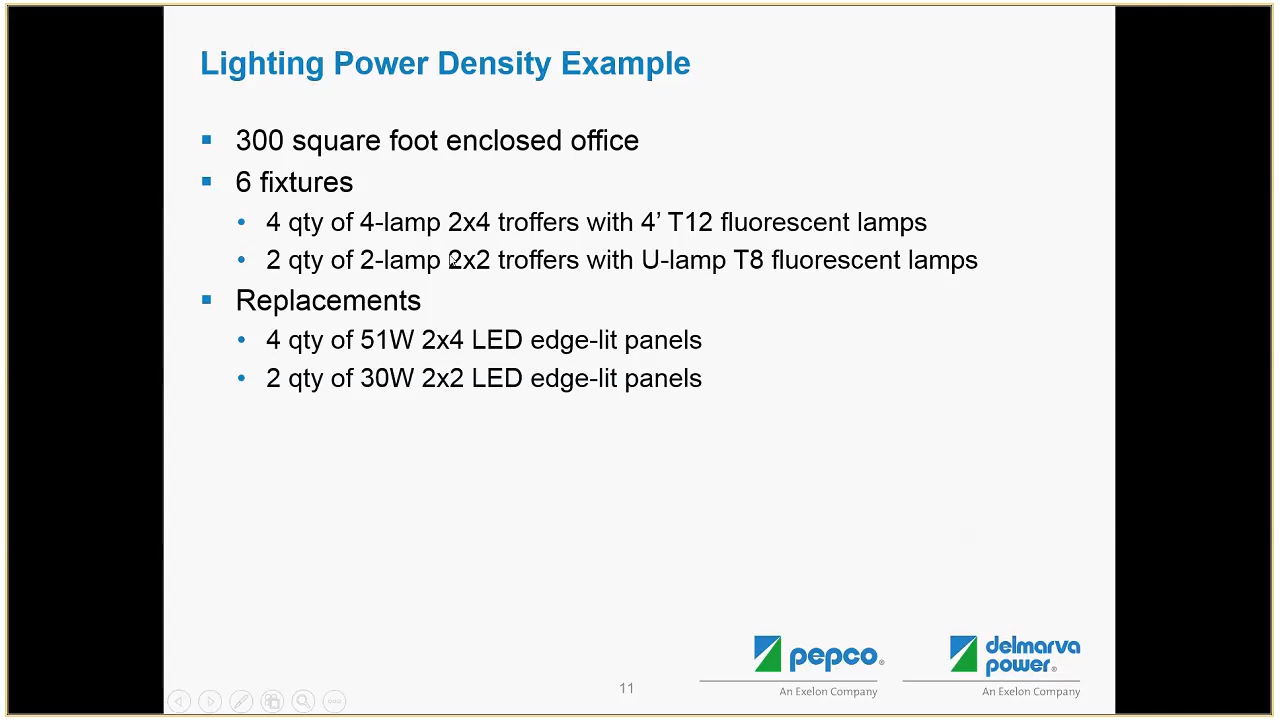 Lighting Power Density Example
300 square foot enclosed office
6 fixtures
4 qty of 4-lamp 2x4 troffers with 4’ T12 fluorescent lamps
2 qty of 2-lamp 2x2 troffers with U-lamp T8 fluorescent lamps
Replacements
4 qty of 51W 2x4 LED edge-lit panels
2 qty of 30W 2x2 LED edge-lit panels
pepco®
An Exelon Company
delmarva
power®
An Exelon Company
11